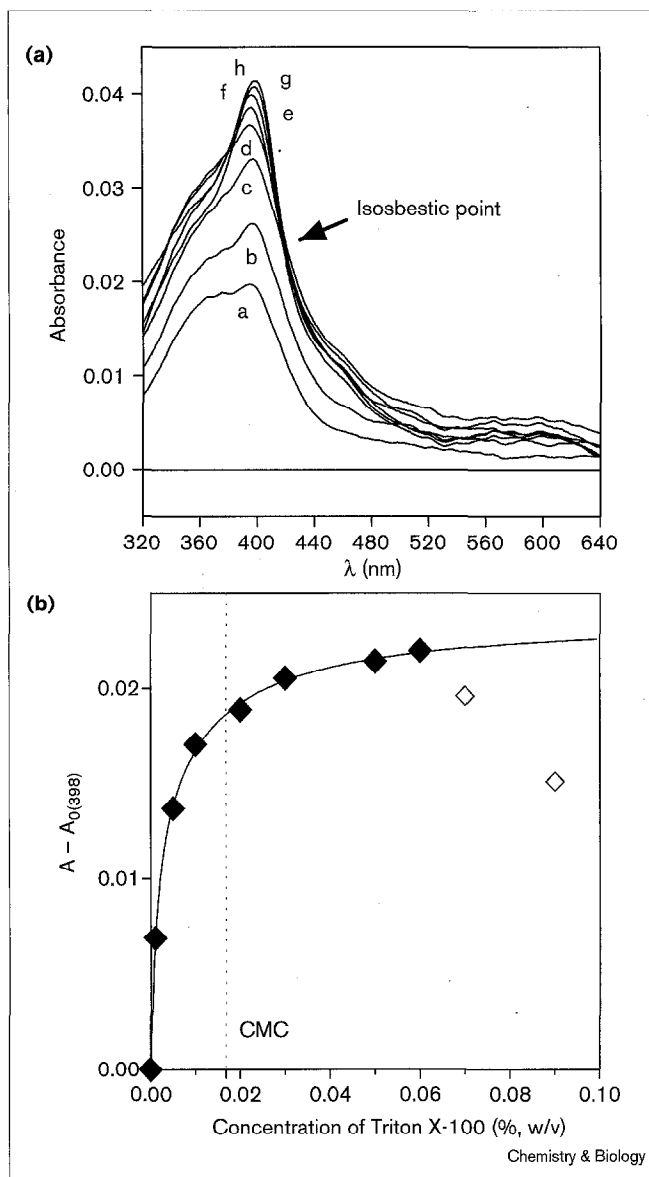 (a)
h
g
f
e
d
c
b
a
Isosbestic point
Absorbance
0.04
0.03
0.02
0.01
0.00
320 360 400 440 480 520 560 600 640
λ (nm)
(b)
A – A0(398)
0.02
0.01
0.00
CMC
0.00 0.02 0.04 0.06 0.08 0.10
Concentration of Triton X-100 (%, w/v)
Chemistry & Biology